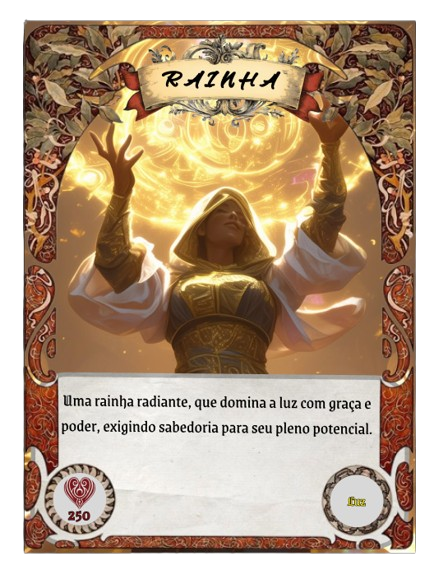 RAINHA
Uma rainha radiante, que domina a luz com graça e
poder, exigindo sabedoria para seu pleno potencial.
250
Luz